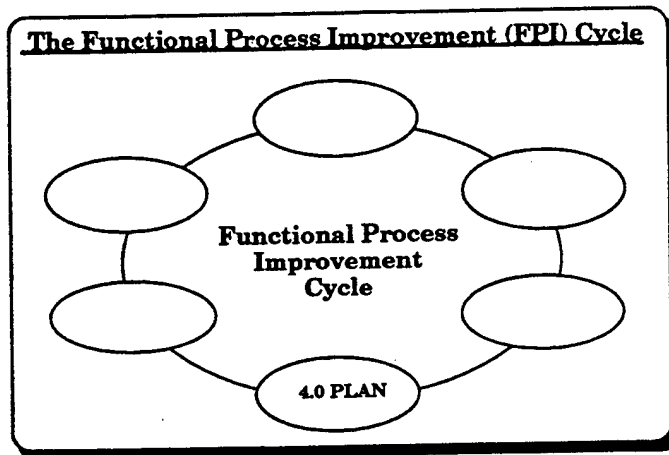 The Functional Process Improvement (FPI) Cycle
Functional Process
Improvement
Cycle
4.0 PLAN